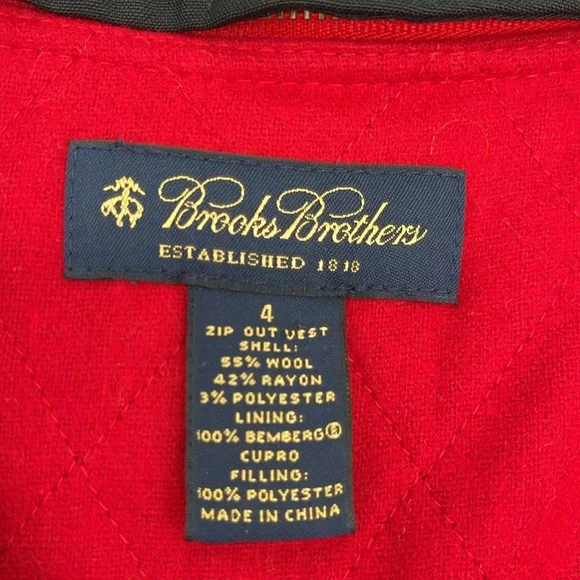 Brooks Brothers
ESTABLISHED 1818
4
ZIP OUT VEST
SHELL:
55% WOOL
42% RAYON
3% POLYESTER
LINING:
100% BEMBERG®
CUPRO
FILLING:
100% POLYESTER
MADE IN CHINA